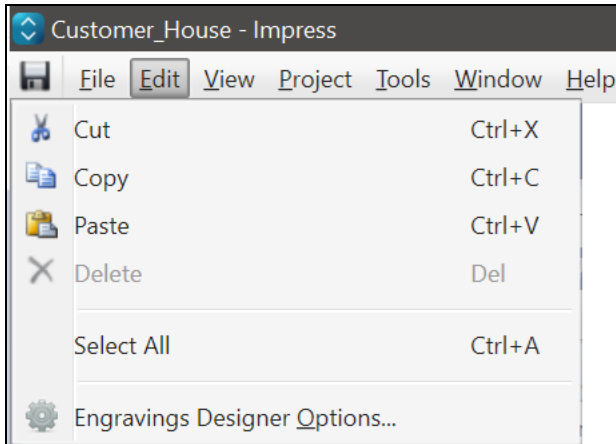 Customer_House - Impress
File Edit View Project Tools Window Help
Cut Ctrl+X
Copy Ctrl+C
Paste Ctrl+V
Delete Del
Select All Ctrl+A
Engravings Designer Options...